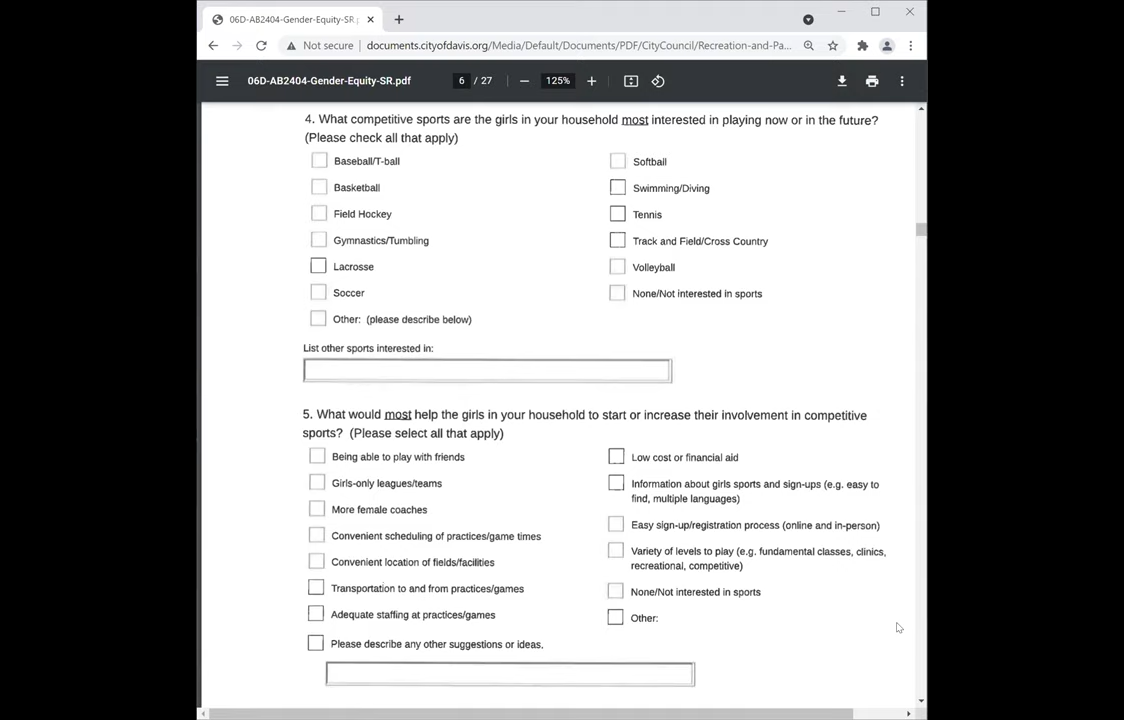 06D-AB2404-Gender-Equity-SR.p
Not secure
documents.cityofdavis.org/Media/Default/Documents/PDF/CityCouncil/Recreation-and-Pa...
06D-AB2404-Gender-Equity-SR.pdf
6 / 27
125%
4. What competitive sports are the girls in your household most interested in playing now or in the future?
(Please check all that apply)
Baseball/T-ball
Basketball
Field Hockey
Gymnastics/Tumbling
Lacrosse
Soccer
Other: (please describe below)
Softball
Swimming/Diving
Tennis
Track and Field/Cross Country
Volleyball
None/Not interested in sports
List other sports interested in:
5. What would most help the girls in your household to start or increase their involvement in competitive
sports? (Please select all that apply)
Being able to play with friends
Girls-only leagues/teams
More female coaches
Convenient scheduling of practices/game times
Convenient location of fields/facilities
Transportation to and from practices/games
Adequate staffing at practices/games
Please describe any other suggestions or ideas.
Low cost or financial aid
Information about girls sports and sign-ups (e.g. easy to
find, multiple languages)
Easy sign-up/registration process (online and in-person)
Variety of levels to play (e.g. fundamental classes, clinics,
recreational, competitive)
None/Not interested in sports
Other: